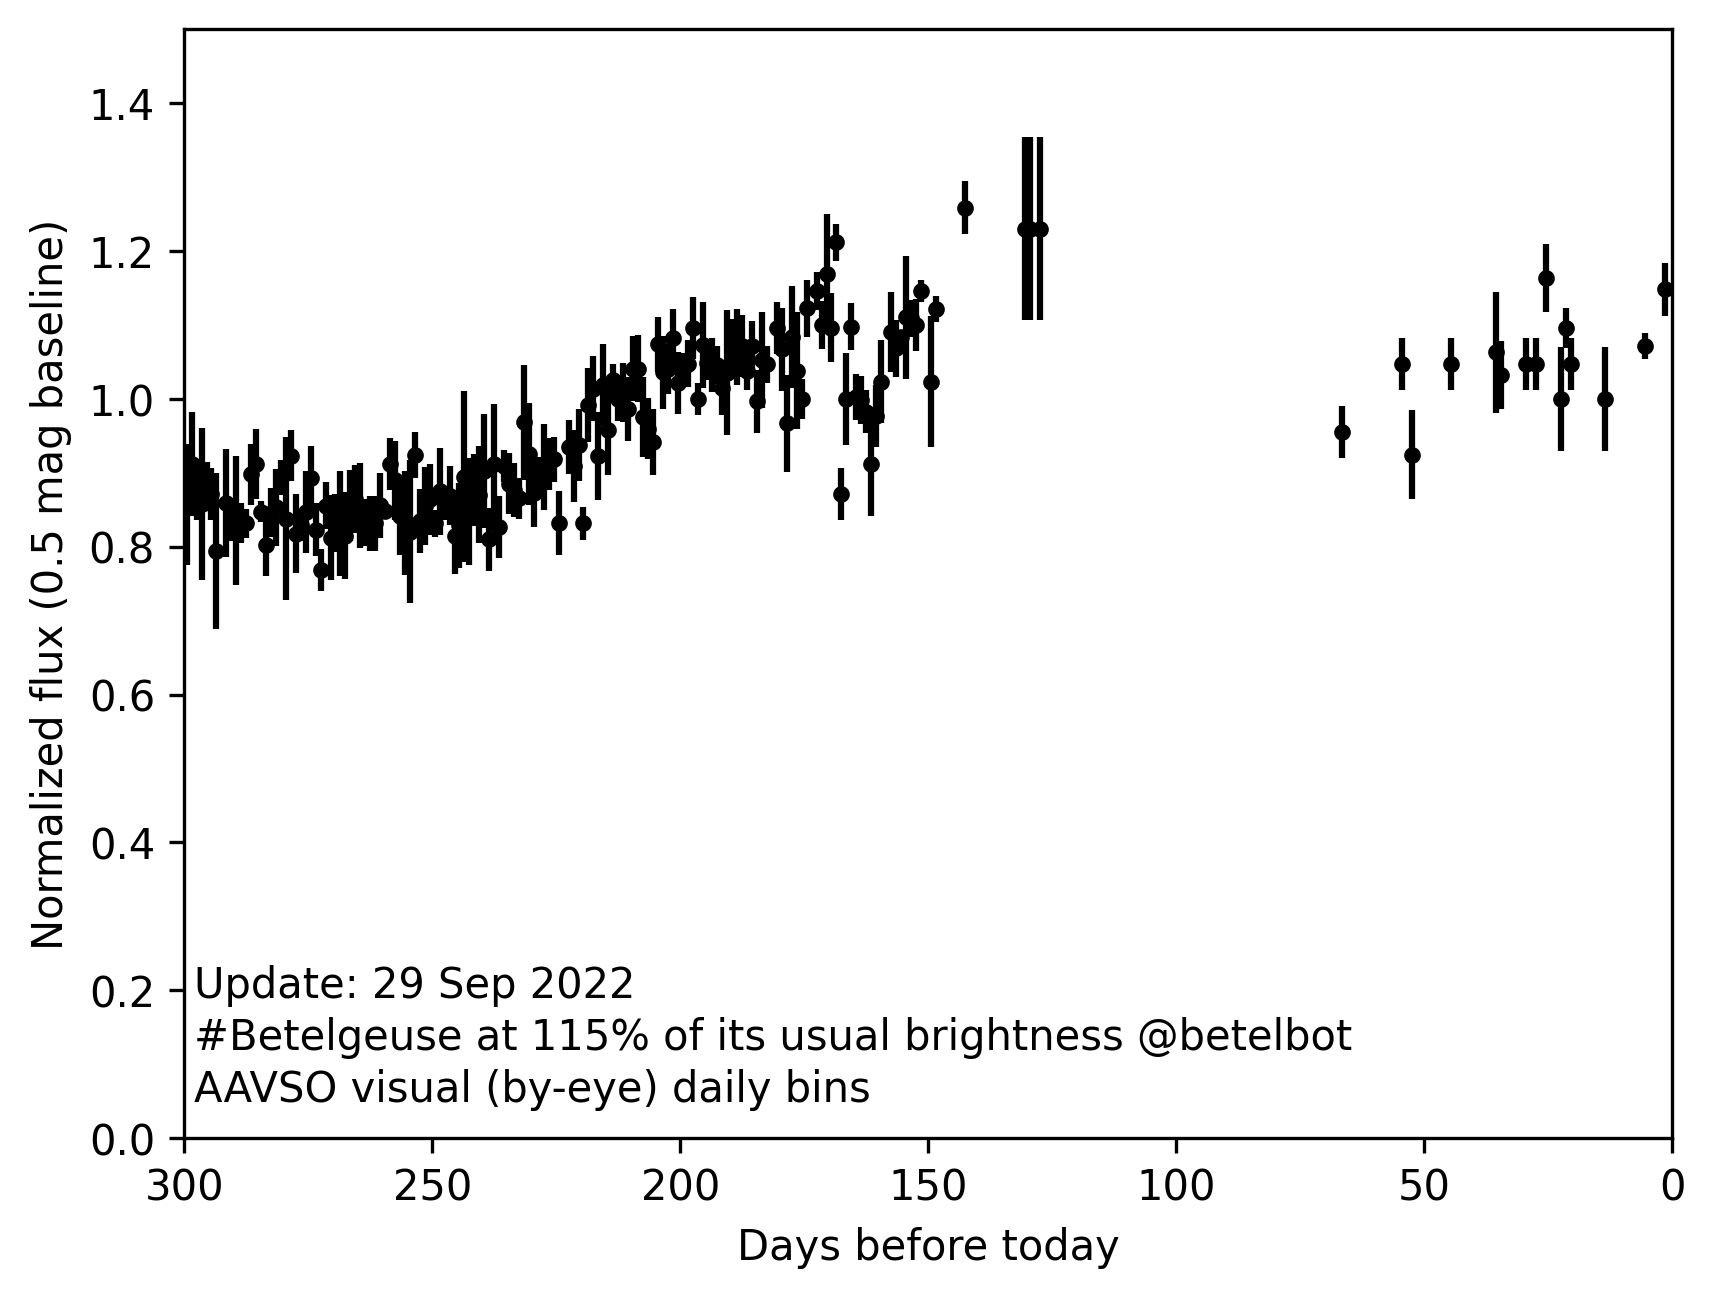 1.4
1.2
1.0
0.8
0.6
0.4
0.2
0.0
Normalized flux (0.5 mag baseline)
Update: 29 Sep 2022
#Betelgeuse at 115% of its usual brightness @betelbot
AAVSO visual (by-eye) daily bins
300 250 200 150 100 50 0
Days before today